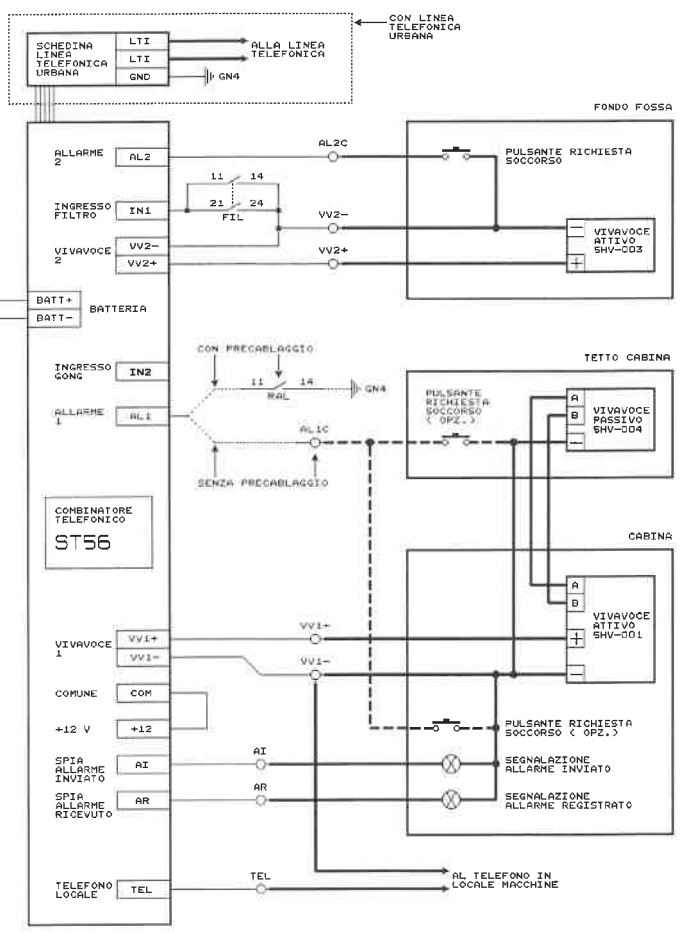 CON LINEA
TELEFONICA
URBANA
SCHEDINA
LINEA
TELEFONICA
URBANA
LTI
LTI
GND
ALLA LINEA
TELEFONICA
GN4
FONDO FOSSA
ALLARME
2
AL2
AL2C
PULSANTE RICHIESTA
SOCCORSO
11 14
INGRESSO
FILTRO
IN1
21 24
FIL
VV2-
VIVAVOCE
2
VV2-
VV2+
VV2+
-
+
VIVAVOCE
ATTIVO
SHV-003
BATT+
BATT-
BATTERIA
INGRESSO
GONG
IN2
CON PRECABLAGGIO
11 14
RAL
GN4
TETTO CABINA
ALLARME
1
AL1
AL1C
SENZA PRECABLAGGIO
PULSANTE
RICHIESTA
SOCCORSO
( OPZ.)
A
B
-
VIVAVOCE
PASSIVO
SHV-004
COMBINATORE
TELEFONICO
ST56
CABINA
A
B
+
-
VIVAVOCE
ATTIVO
SHV-001
VIVAVOCE
1
VV1+
VV1-
VV1+
VV1-
COMUNE
COM
+12 V
+12
PULSANTE RICHIESTA
SOCCORSO ( OPZ.)
SPIA
ALLARME
INVIATO
AI
AI
SEGNALAZIONE
ALLARME INVIATO
SPIA
ALLARME
RICEVUTO
AR
AR
SEGNALAZIONE
ALLARME REGISTRATO
TELEFONO
LOCALE
TEL
TEL
AL TELEFONO IN
LOCALE MACCHINE